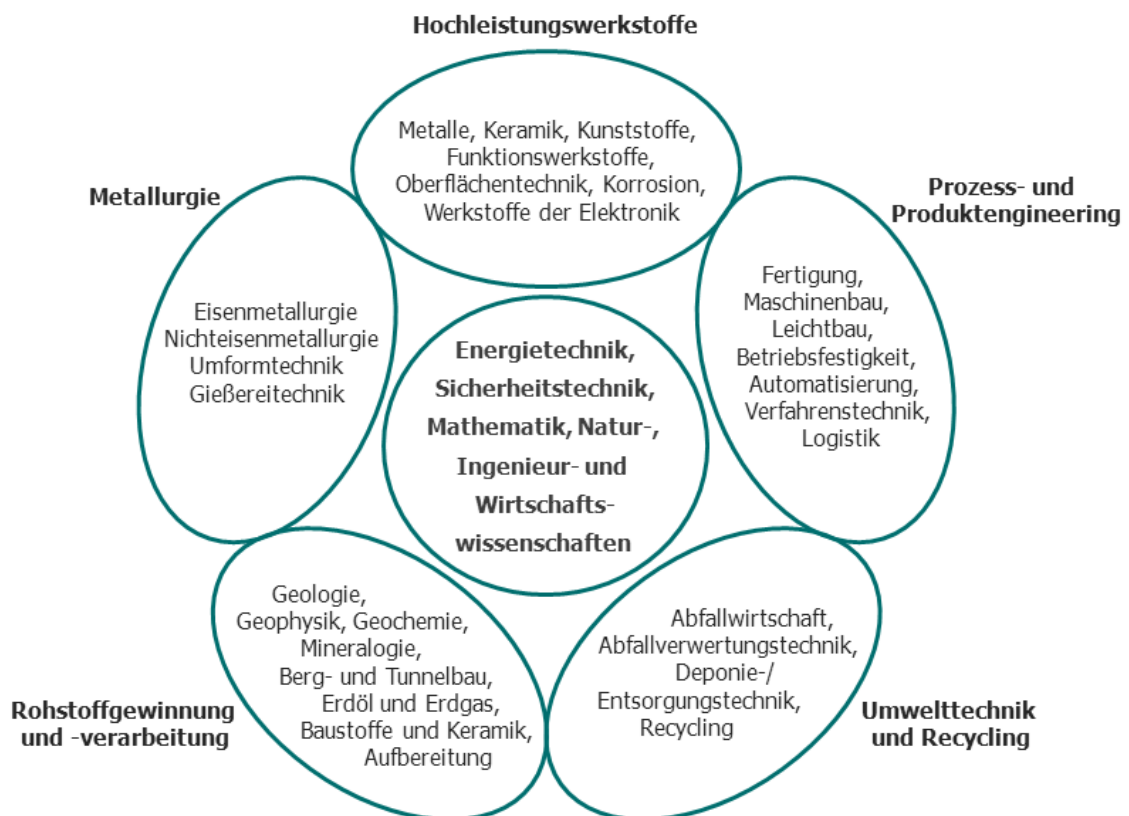 Hochleistungswerkstoffe
Metalle, Keramik, Kunststoffe,
Funktionswerkstoffe,
Oberflächentechnik, Korrosion,
Werkstoffe der Elektronik
Metallurgie
Eisenmetallurgie
Nichteisenmetallurgie
Umformtechnik
Gießereitechnik
Prozess- und
Produktengineering
Fertigung,
Maschinenbau,
Leichtbau,
Betriebsfestigkeit,
Automatisierung,
Verfahrenstechnik,
Logistik
Energietechnik,
Sicherheitstechnik,
Mathematik, Natur-,
Ingenieur- und
Wirtschafts-
wissenschaften
Rohstoffgewinnung
und -verarbeitung
Geologie,
Geophysik, Geochemie,
Mineralogie,
Berg- und Tunnelbau,
Erdöl und Erdgas,
Baustoffe und Keramik,
Aufbereitung
Abfallwirtschaft,
Abfallverwertungstechnik,
Deponie-/
Entsorgungstechnik,
Recycling
Umwelttechnik
und Recycling